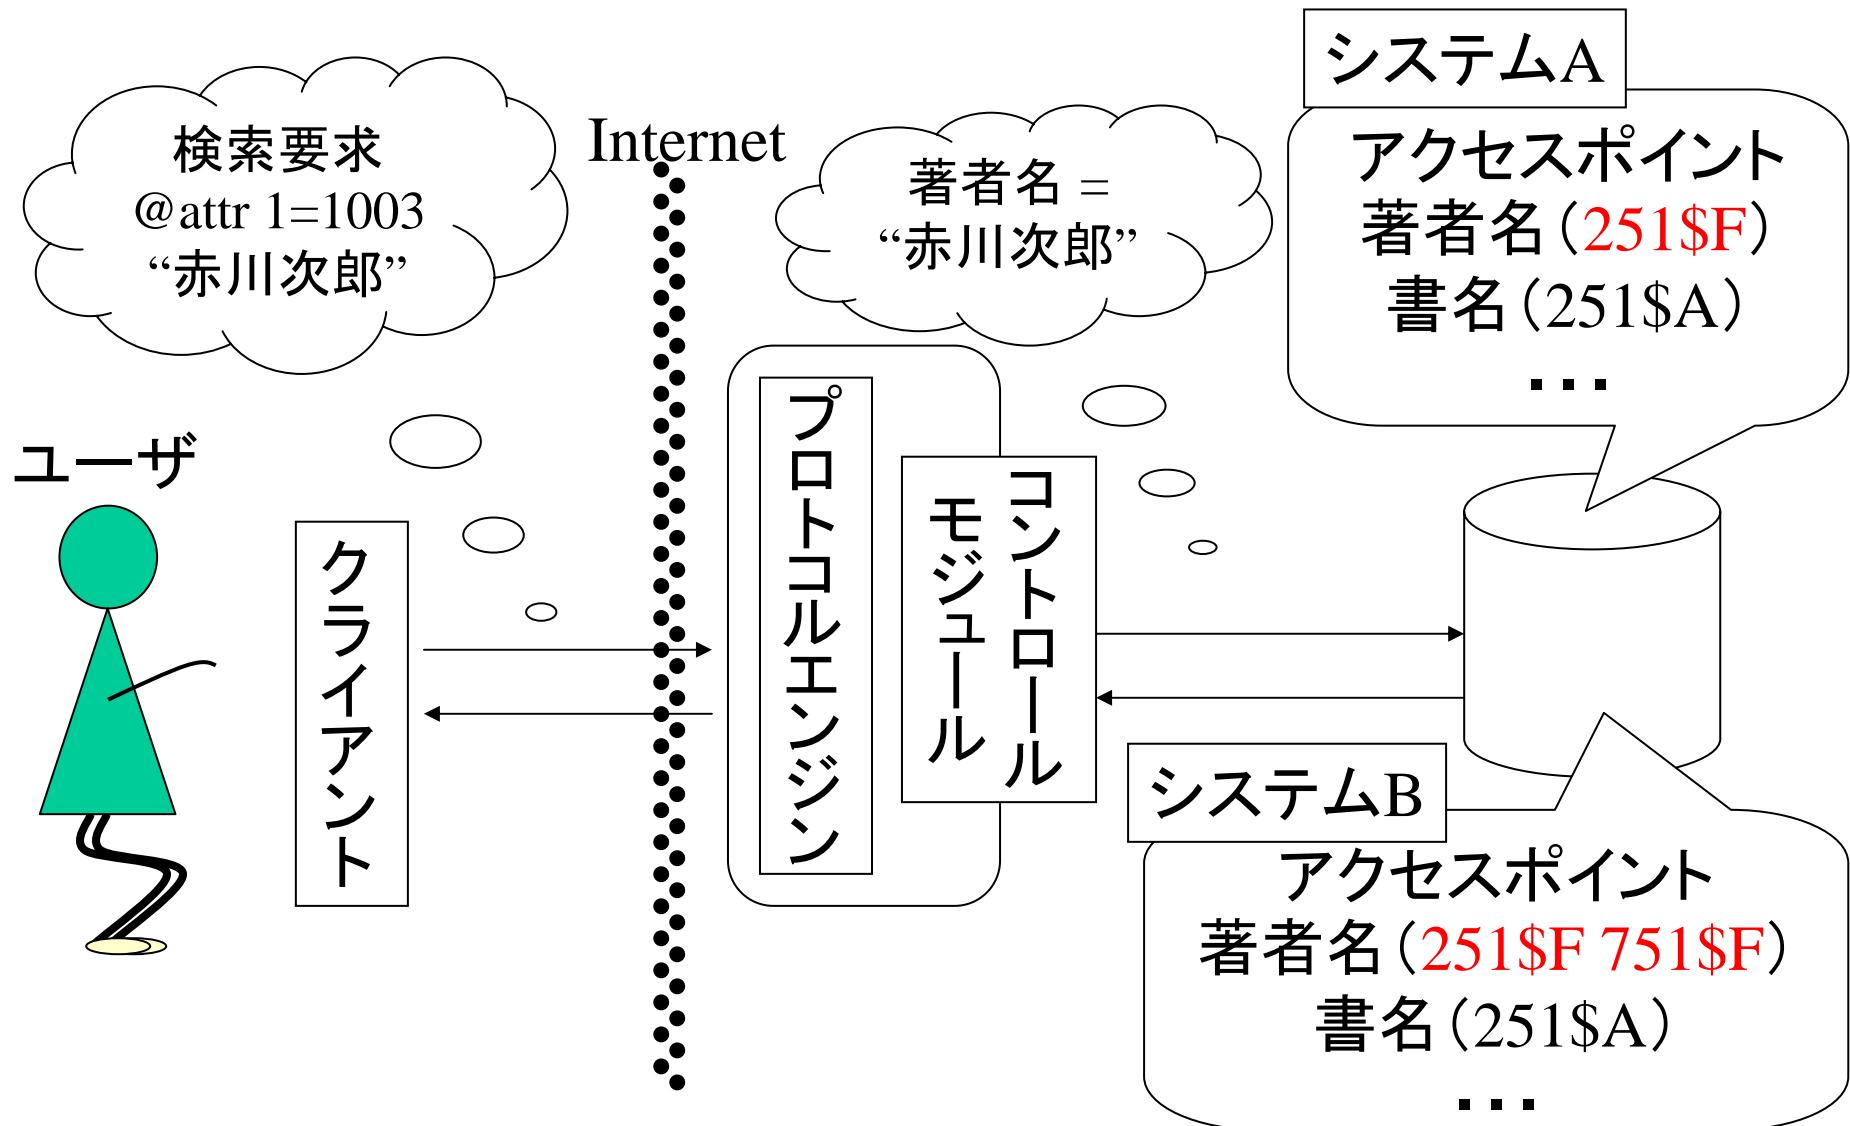 検索要求
@attr 1=1003
“赤川次郎”
Internet
著者名 =
“赤川次郎”
システムA
アクセスポイント
著者名(251$F)
書名(251$A)
･･･
ユーザ
クライアント
プロトコルエンジン
コントロール
モジュール
システムB
アクセスポイント
著者名(251$F 751$F)
書名(251$A)
･･･